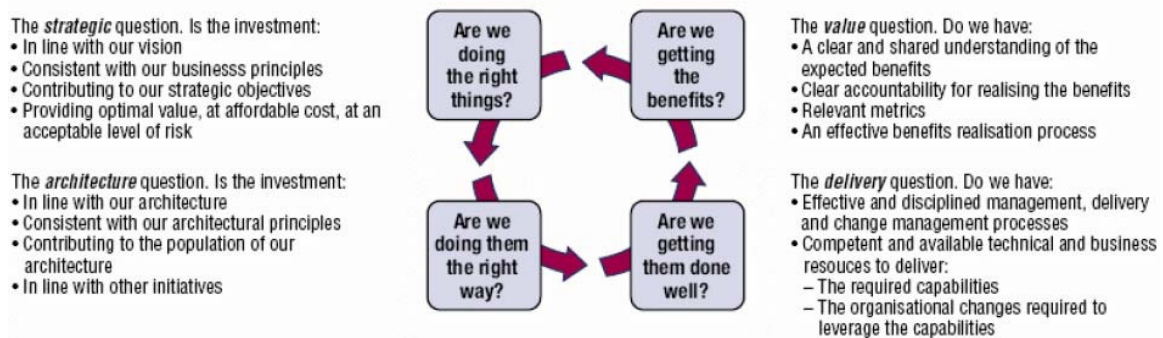 The strategic question. Is the investment:
• In line with our vision
• Consistent with our businesss principles
• Contributing to our strategic objectives
• Providing optimal value, at affordable cost, at an
acceptable level of risk
Are we
doing
the right
things?
Are we
getting
the
benefits?
The value question. Do we have:
• A clear and shared understanding of the
expected benefits
• Clear accountability for realising the benefits
• Relevant metrics
• An effective benefits realisation process
The architecture question. Is the investment:
• In line with our architecture
• Consistent with our architectural principles
• Contributing to the population of our
architecture
• In line with other initiatives
Are we
doing them
the right
way?
Are we
getting
them done
well?
The delivery question. Do we have:
• Effective and disciplined management, delivery
and change management processes
• Competent and available technical and business
resouces to deliver:
– The required capabilities
– The organisational changes required to
leverage the capabilities